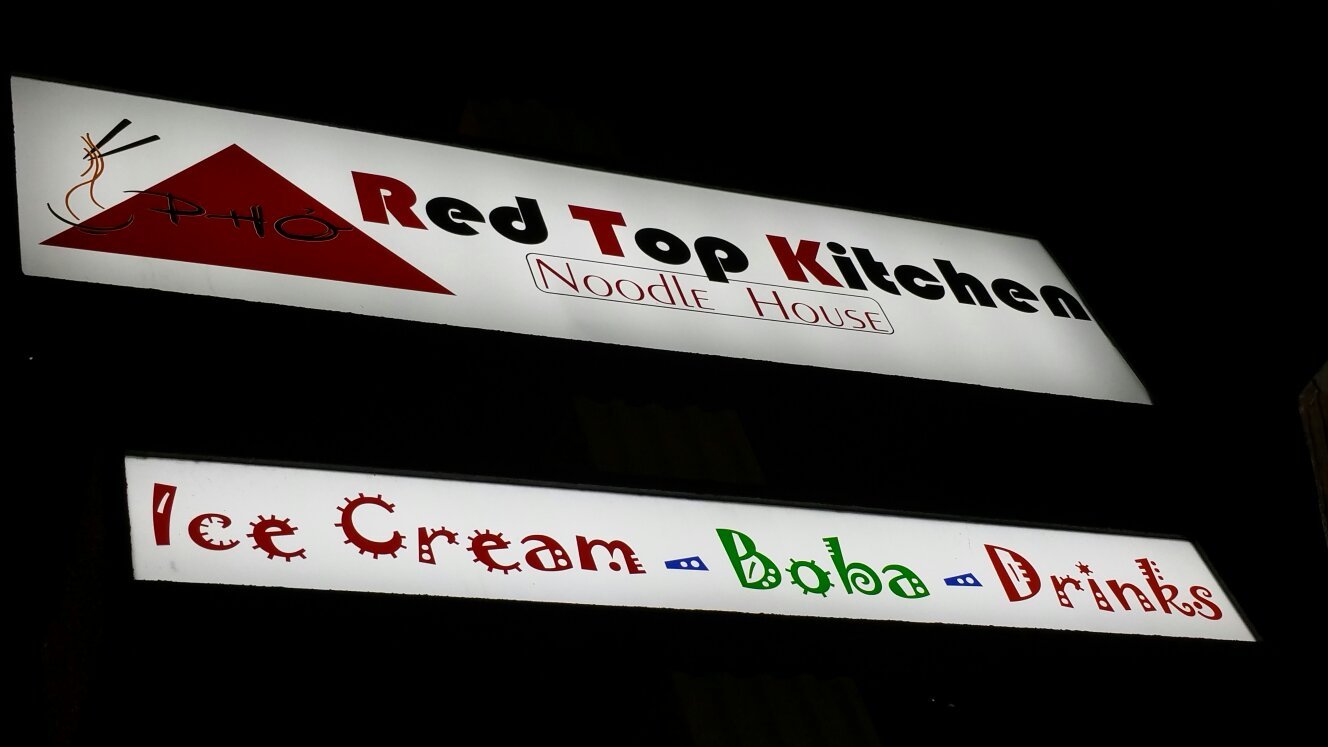 PHỞ
Red Top Kitchen
Noodle House
Ice Cream - Boba - Drinks